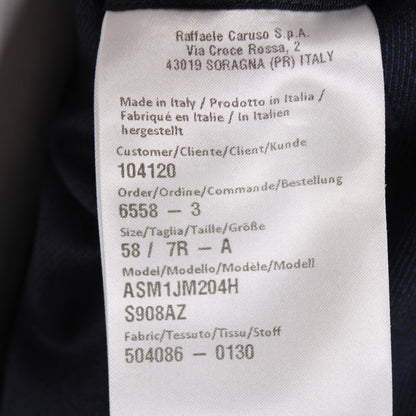 Raffaele Caruso S.p.A.
Via Croce Rossa, 2
43019 SORAGNA (PR) ITALY
Made in Italy / Prodotto in Italia /
Fabriqué en Italie / In Italien
hergestellt
Customer/Cliente/Client/Kunde
104120
Order/Ordine/Commande/Bestellung
6558 – 3
Size/Taglia/Taille/Größe
58 / 7R – A
Model/Modello/Modèle/Modell
ASM1JM204H
S908AZ
Fabric/Tessuto/Tissu/Stoff
504086 – 0130